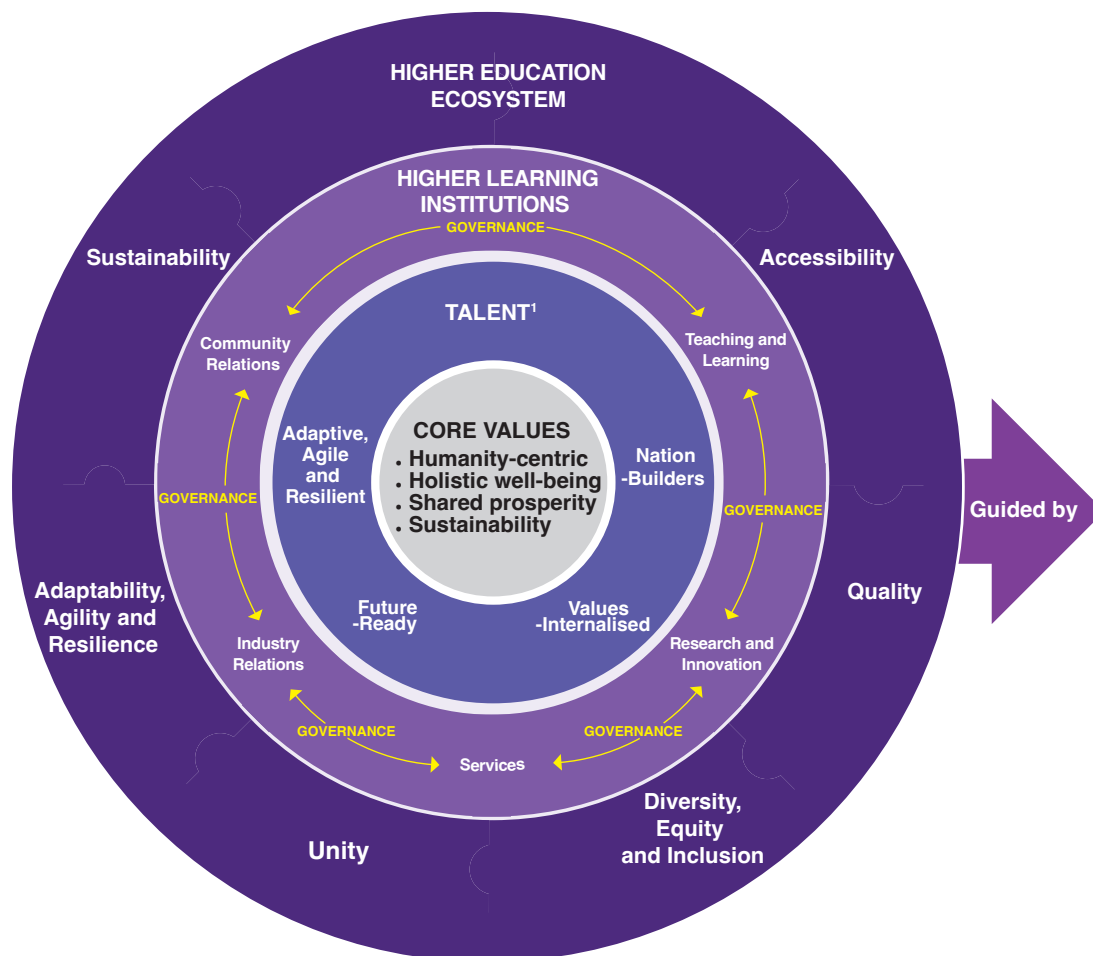 HIGHER EDUCATION
ECOSYSTEM
HIGHER LEARNING
INSTITUTIONS
GOVERNANCE
Sustainability
Accessibility
TALENT¹
Community
Relations
Teaching and
Learning
Adaptive,
Agile
and
Resilient
CORE VALUES
• Humanity-centric
• Holistic well-being
• Shared prosperity
• Sustainability
Nation
-Builders
GOVERNANCE
GOVERNANCE
Guided by
Adaptability,
Agility and
Resilience
Quality
Future
-Ready
Values
-Internalised
Industry
Relations
Research and
Innovation
GOVERNANCE
GOVERNANCE
Services
Unity
Diversity,
Equity
and Inclusion